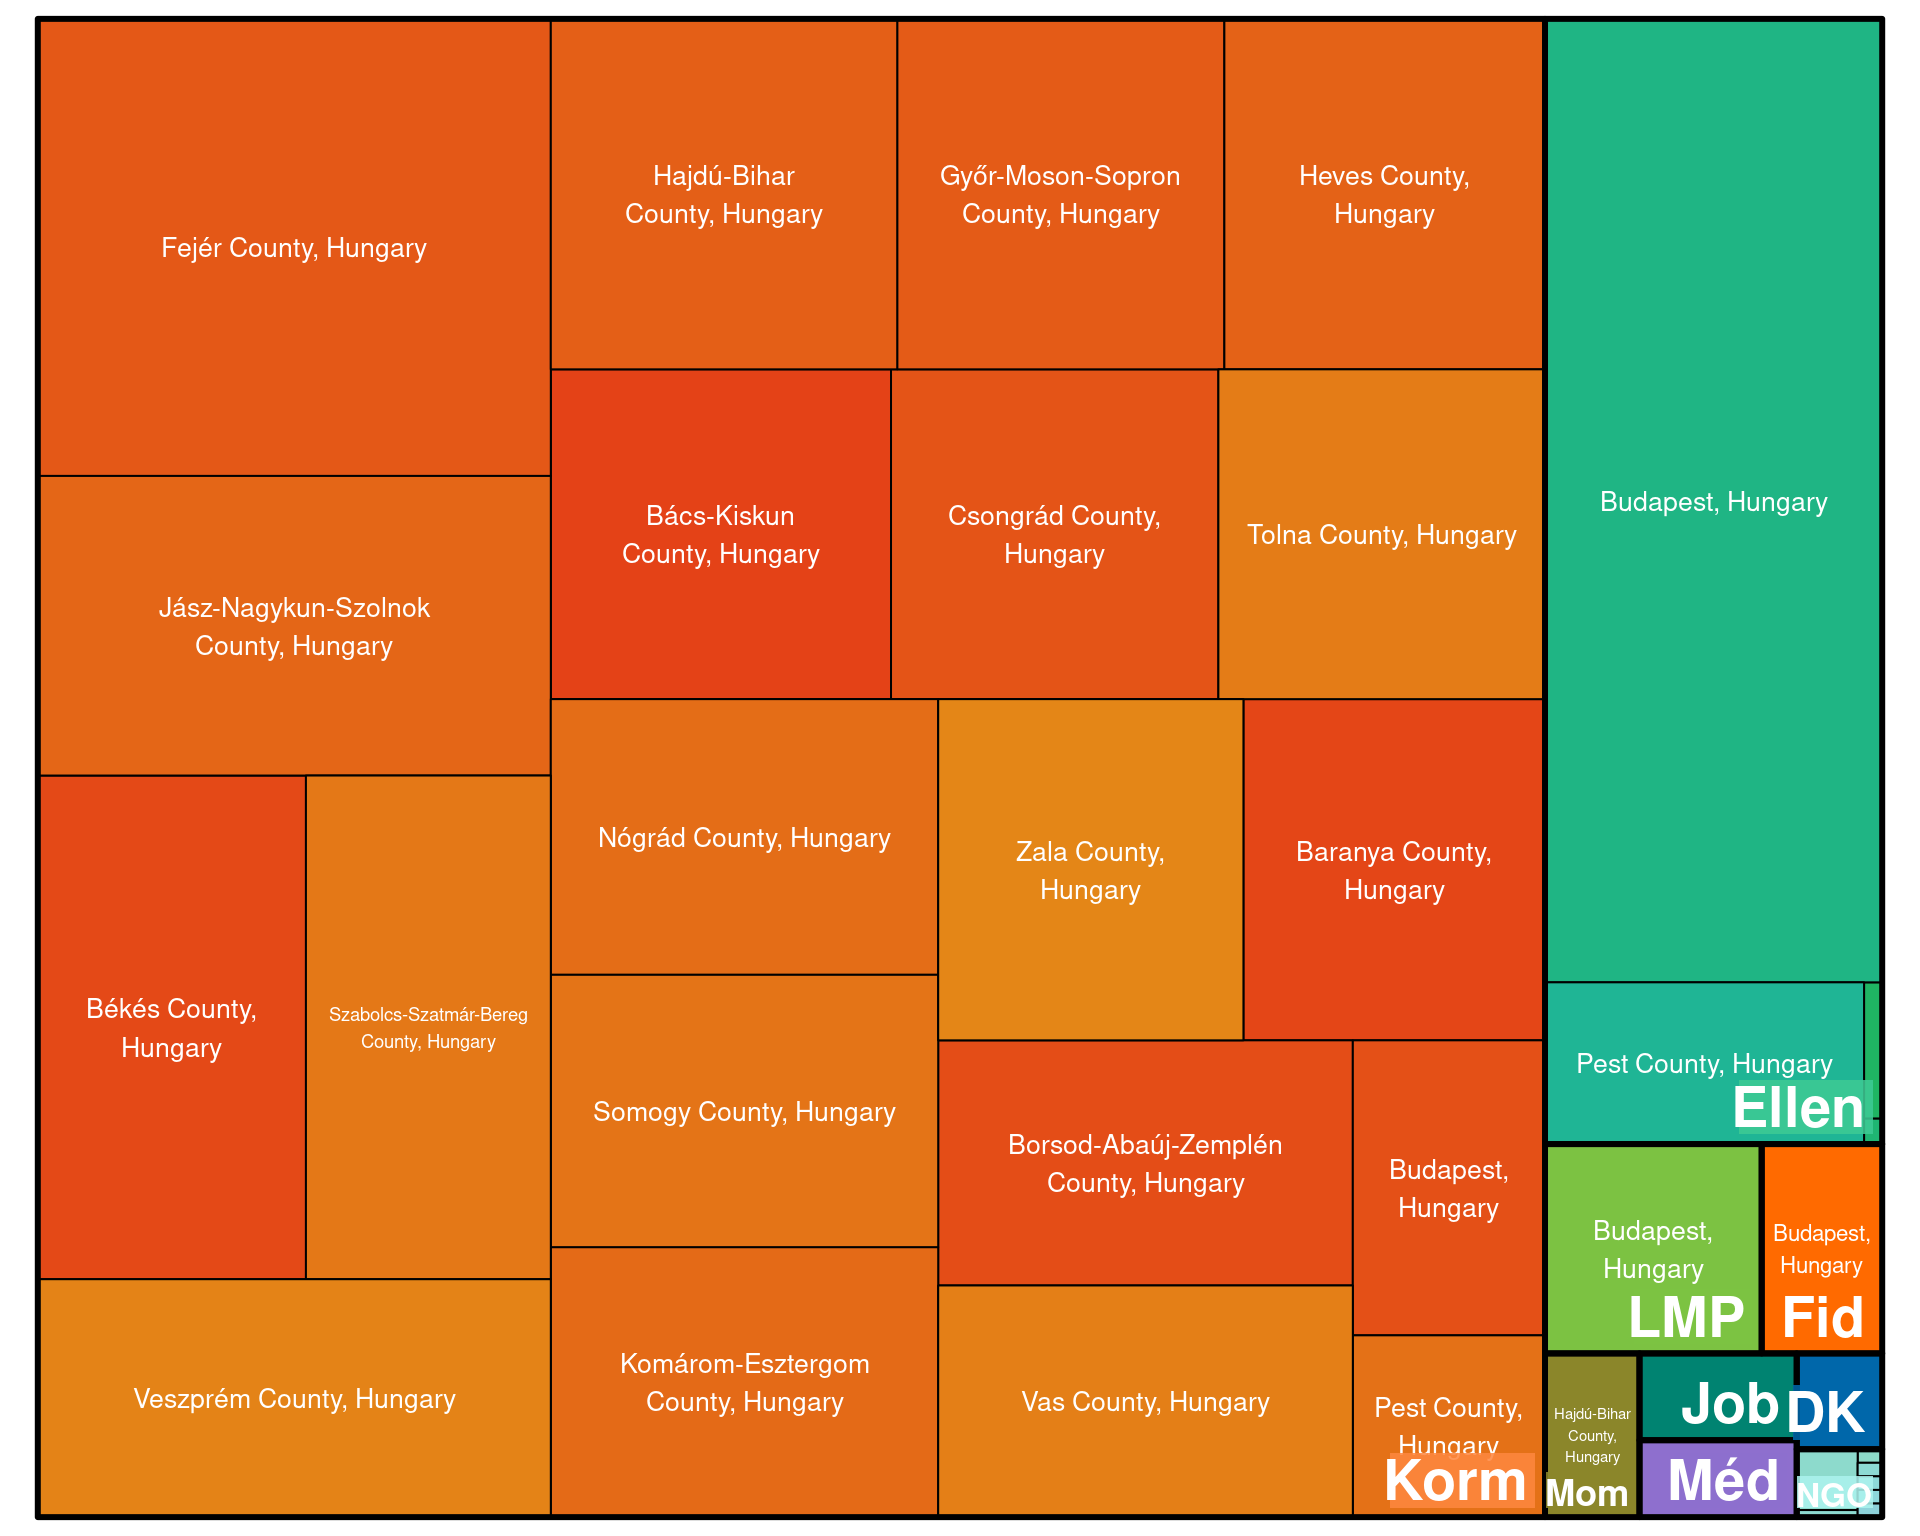 Fejér County, Hungary
Hajdú-Bihar
County, Hungary
Győr-Moson-Sopron
County, Hungary
Heves County,
Hungary
Budapest, Hungary
Jász-Nagykun-Szolnok
County, Hungary
Bács-Kiskun
County, Hungary
Csongrád County,
Hungary
Tolna County, Hungary
Békés County,
Hungary
Szabolcs-Szatmár-Bereg
County, Hungary
Nógrád County, Hungary
Zala County,
Hungary
Baranya County,
Hungary
Somogy County, Hungary
Borsod-Abaúj-Zemplén
County, Hungary
Budapest,
Hungary
Pest County, Hungary
Ellen
Budapest,
Hungary
LMP
Budapest,
Hungary
Fid
Veszprém County, Hungary
Komárom-Esztergom
County, Hungary
Vas County, Hungary
Pest County,
Hungary
Korm
Hajdú-Bihar
County,
Hungary
Mom
Job
DK
Méd
NGO